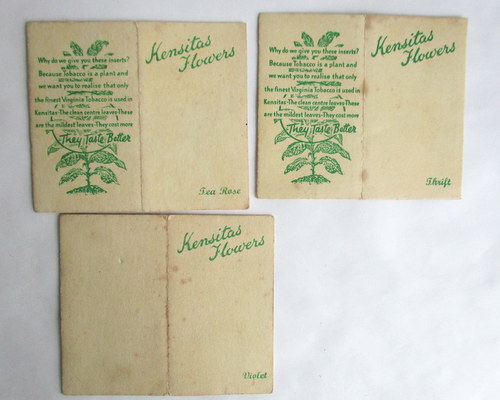 Why do we give you these inserts?
Because Tobacco is a plant and
we want you to realise that only
the finest Virginia Tobacco is used in
Kensitas-The clean centre leaves-These
are the mildest leaves-They cost more
They Taste Better
Kensitas
Flowers
Tea Rose
Why do we give you these inserts?
Because Tobacco is a plant and
we want you to realise that only
the finest Virginia Tobacco is used in
Kensitas-The clean centre leaves-These
are the mildest leaves-They cost more
They Taste Better
Kensitas
Flowers
Thrift
Kensitas
Flowers
Violet